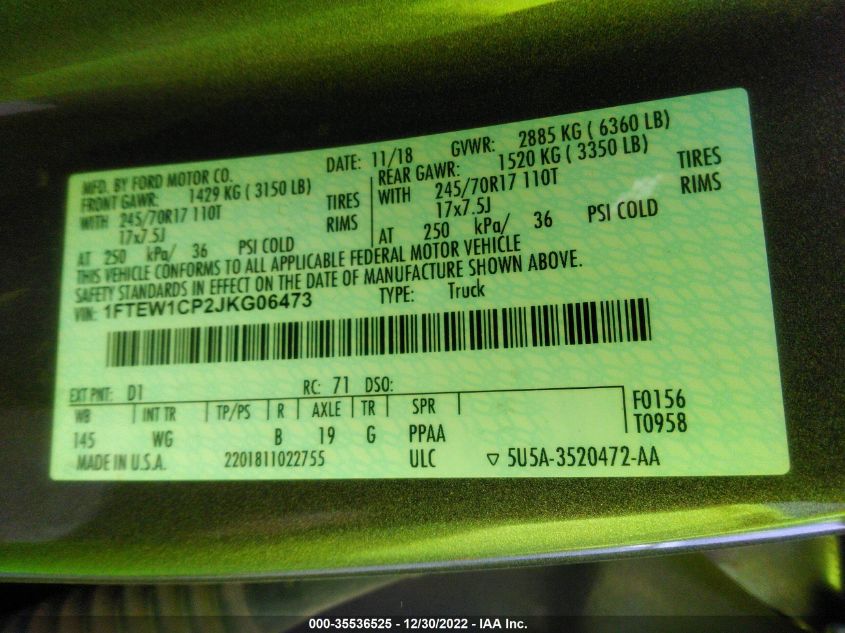 MFD. BY FORD MOTOR CO.
DATE: 11/18 GVWR: 2885 KG ( 6360 LB)
FRONT GAWR: 1429 KG ( 3150 LB)
REAR GAWR: 1520 KG ( 3350 LB)
WITH 245/70R17 110T TIRES
WITH 245/70R17 110T TIRES
17x7.5J RIMS
17x7.5J RIMS
AT 250 kPa/ 36 PSI COLD
AT 250 kPa/ 36 PSI COLD
THIS VEHICLE CONFORMS TO ALL APPLICABLE FEDERAL MOTOR VEHICLE
SAFETY STANDARDS IN EFFECT ON THE DATE OF MANUFACTURE SHOWN ABOVE.
VIN: 1FTEW1CP2JKG06473 TYPE: Truck
EXT PNT: D1 RC: 71 DSO:
WB INT TR TP/PS R AXLE TR SPR F0156
T0958
145 WG B 19 G PPAA
MADE IN U.S.A. 2201811022755 ULC ▽ 5U5A-3520472-AA
000-35536525 - 12/30/2022 - IAA Inc.